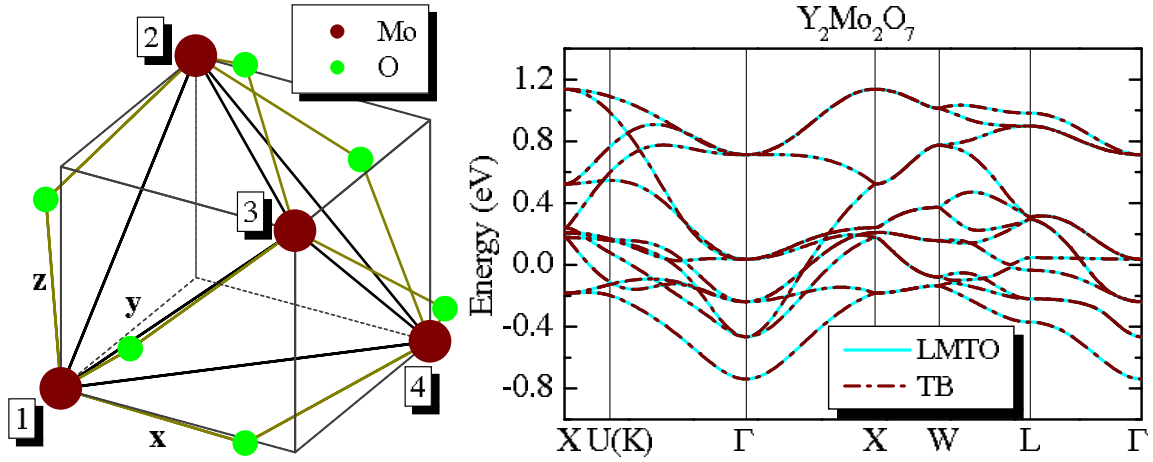 2
Mo
O
3
z
y
1
x
4
Y₂Mo₂O₇
Energy (eV)
1.2
0.8
0.4
0.0
-0.4
-0.8
LMTO
TB
X U(K) Γ X W L Γ